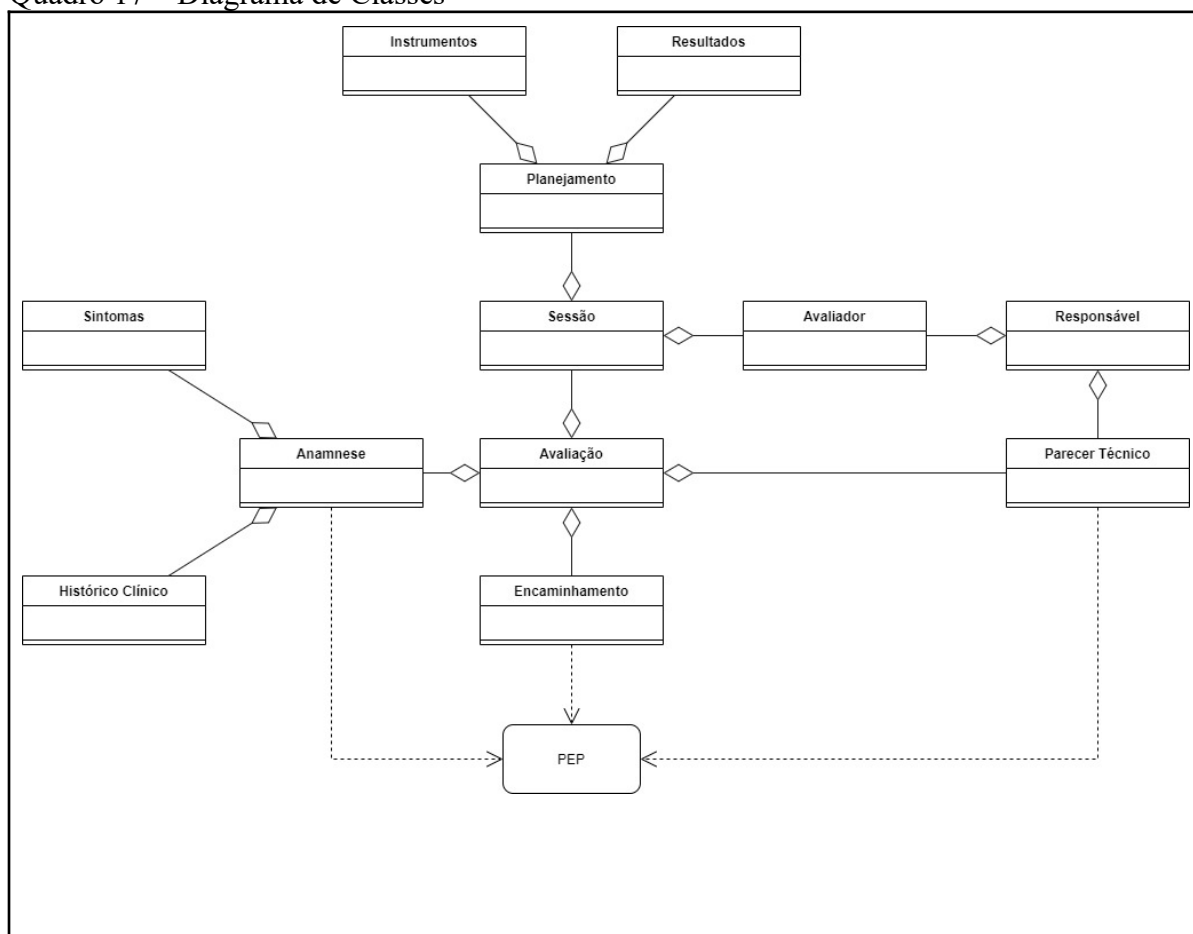 Quadro 17 – Diagrama de Classes
Instrumentos
Resultados
Planejamento
Sintomas
Sessão
Avaliador
Responsável
Anamnese
Avaliação
Parecer Técnico
Histórico Clínico
Encaminhamento
PEP